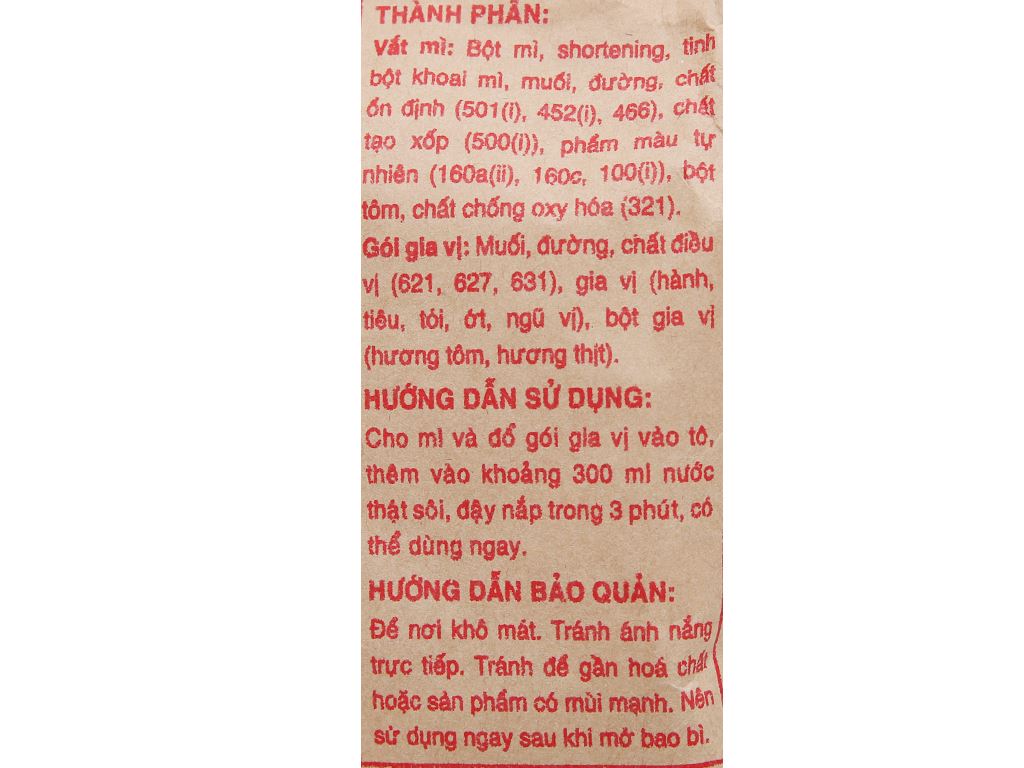 THÀNH PHẦN:
Vắt mì: Bột mì, shortening, tinh
bột khoai mì, muối, đường, chất
ổn định (501(i), 452(i), 466), chất
tạo xốp (500(i)), phẩm màu tự
nhiên (160a(ii), 160c, 100(i)), bột
tôm, chất chống oxy hóa (321).
Gói gia vị: Muối, đường, chất điều
vị (621, 627, 631), gia vị (hành,
tiêu, tỏi, ớt, ngũ vị), bột gia vị
(hương tôm, hương thịt).
HƯỚNG DẪN SỬ DỤNG:
Cho mì và đổ gói gia vị vào tô,
thêm vào khoảng 300 ml nước
thật sôi, đậy nắp trong 3 phút, có
thể dùng ngay.
HƯỚNG DẪN BẢO QUẢN:
Để nơi khô mát. Tránh ánh nắng
trực tiếp. Tránh để gần hoá chất
hoặc sản phẩm có mùi mạnh. Nên
sử dụng ngay sau khi mở bao bì.